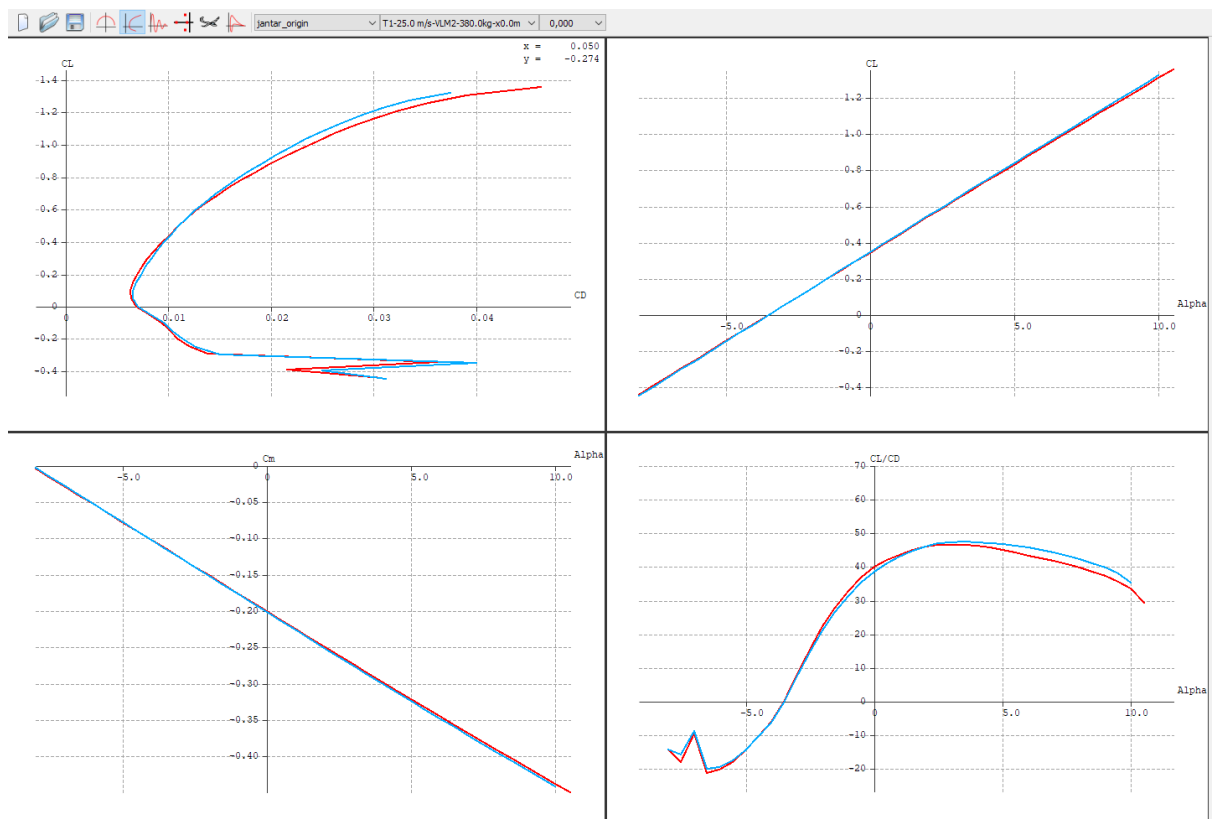 jantar_origin T1-25.0 m/s-VLM2-380.0kg-x0.0m 0,000
x = 0.050
y = -0.274
CL
1.4
1.2
1.0
0.8
0.6
0.4
0.2
0
-0.2
-0.4
0 0.01 0.02 0.03 0.04
CD
CL
1.2
1.0
0.8
0.6
0.4
0.2
0
-0.2
-0.4
-5.0 0 5.0 10.0
Alpha
Cm
0
-0.05
-0.10
-0.15
-0.20
-0.25
-0.30
-0.35
-0.40
-5.0 0 5.0 10.0
Alpha
CL/CD
70
60
50
40
30
20
10
0
-10
-20
-5.0 0 5.0 10.0
Alpha